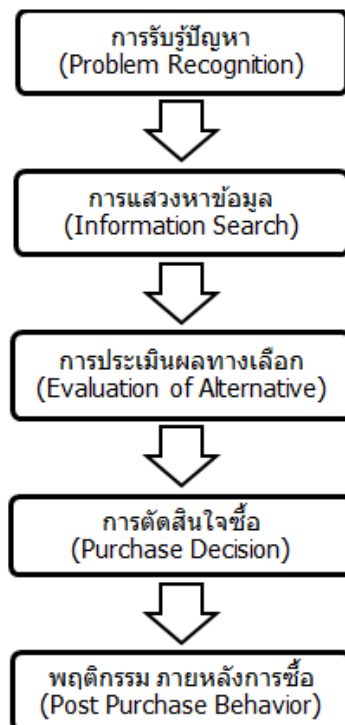 การรับรู้ปัญหา
(Problem Recognition)
การแสวงหาข้อมูล
(Information Search)
การประเมินผลทางเลือก
(Evaluation of Alternative)
การตัดสินใจซื้อ
(Purchase Decision)
พฤติกรรม ภายหลังการซื้อ
(Post Purchase Behavior)